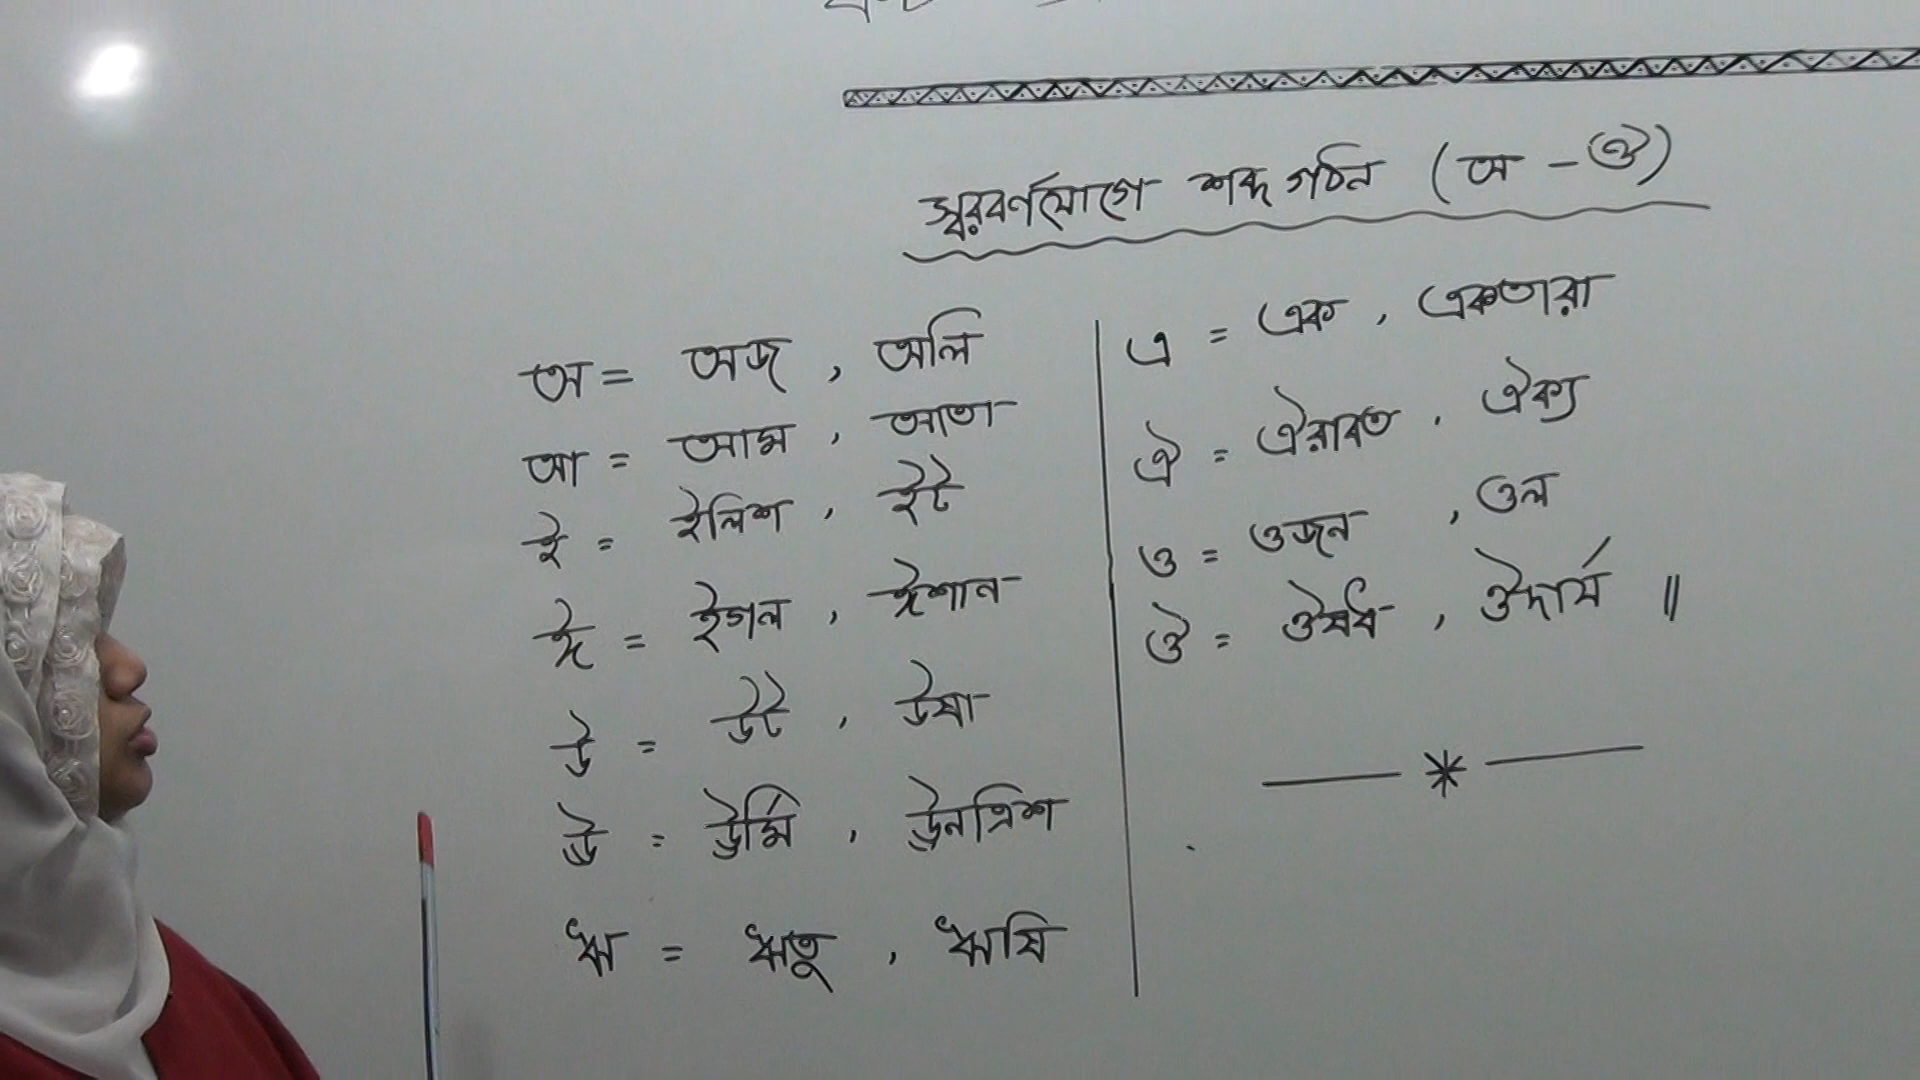 স্বরবর্ণযোগে শব্দ গঠন (অ - ঔ)
অ = অজ , অলি
আ = আম , আতা
ই = ইলিশ , ইট
ঈ = ইগল , ঈশান
উ = উট , উষা
ঊ = ঊর্মি , ঊনত্রিশ
ঋ = ঋতু , ঋষি
এ = এক , একতারা
ঐ = ঐরাবত , ঐক্য
ও = ওজন , ওল
ঔ = ঔষধ , ঔদার্য ॥